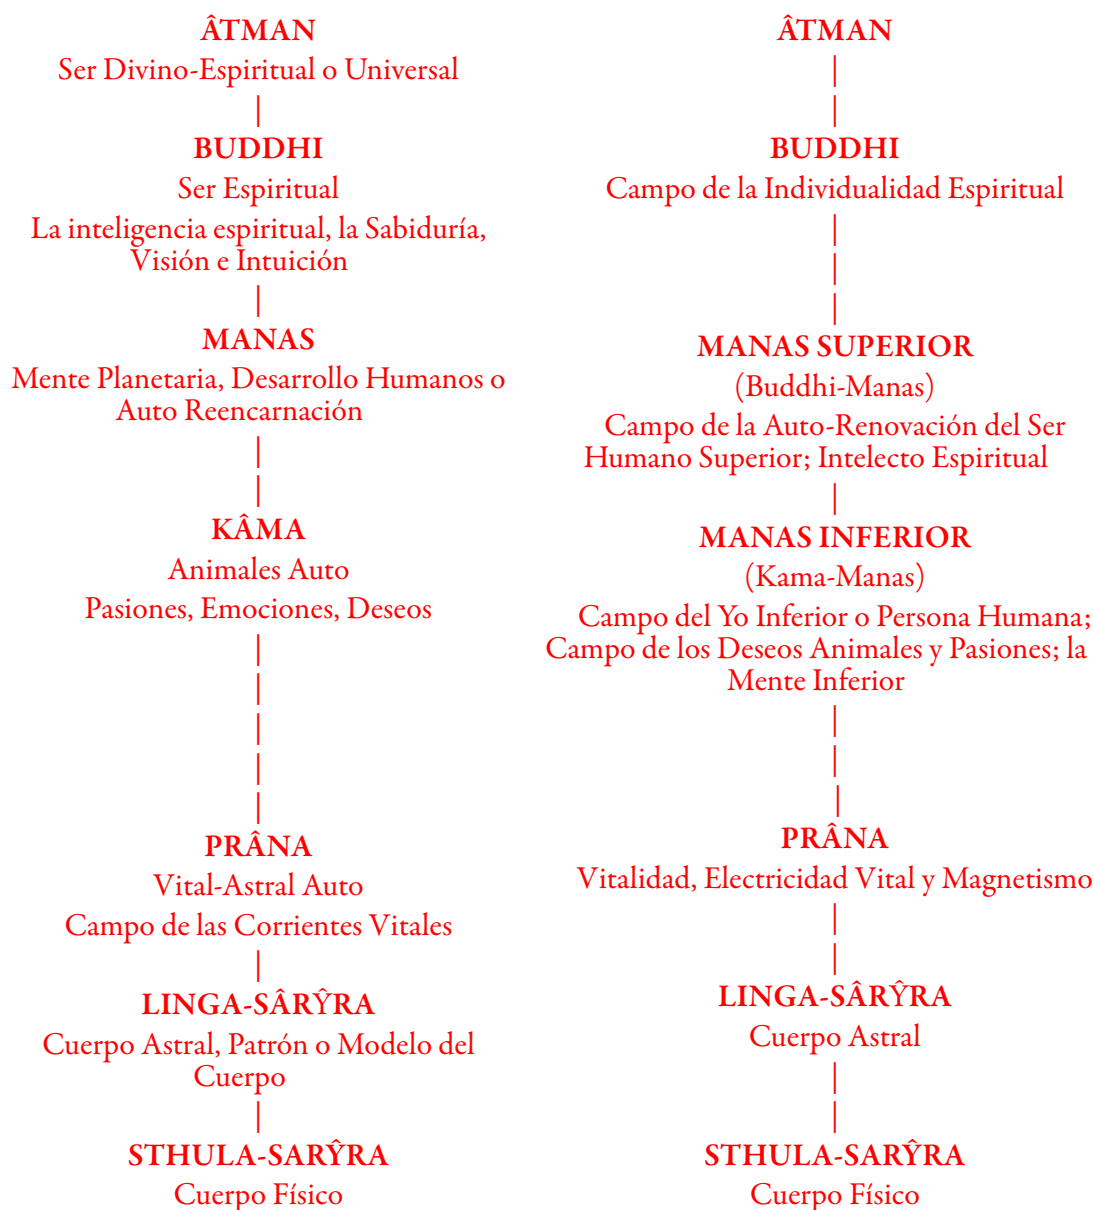 ÂTMAN
Ser Divino-Espiritual o Universal
|
BUDDHI
Ser Espiritual
La inteligencia espiritual, la Sabiduría,
Visión e Intuición
|
MANAS
Mente Planetaria, Desarrollo Humanos o
Auto Reencarnación
|
|
KÂMA
Animales Auto
Pasiones, Emociones, Deseos
|
|
|
|
|
PRÂNA
Vital-Astral Auto
Campo de las Corrientes Vitales
|
LINGA-SÂRŶRA
Cuerpo Astral, Patrón o Modelo del
Cuerpo
|
STHULA-SARŶRA
Cuerpo Físico
ÂTMAN
|
|
BUDDHI
Campo de la Individualidad Espiritual
|
|
|
MANAS SUPERIOR
(Buddhi-Manas)
Campo de la Auto-Renovación del Ser
Humano Superior; Intelecto Espiritual
|
MANAS INFERIOR
(Kama-Manas)
Campo del Yo Inferior o Persona Humana;
Campo de los Deseos Animales y Pasiones; la
Mente Inferior
|
|
|
PRÂNA
Vitalidad, Electricidad Vital y Magnetismo
|
|
LINGA-SÂRŶRA
Cuerpo Astral
|
|
STHULA-SARŶRA
Cuerpo Físico